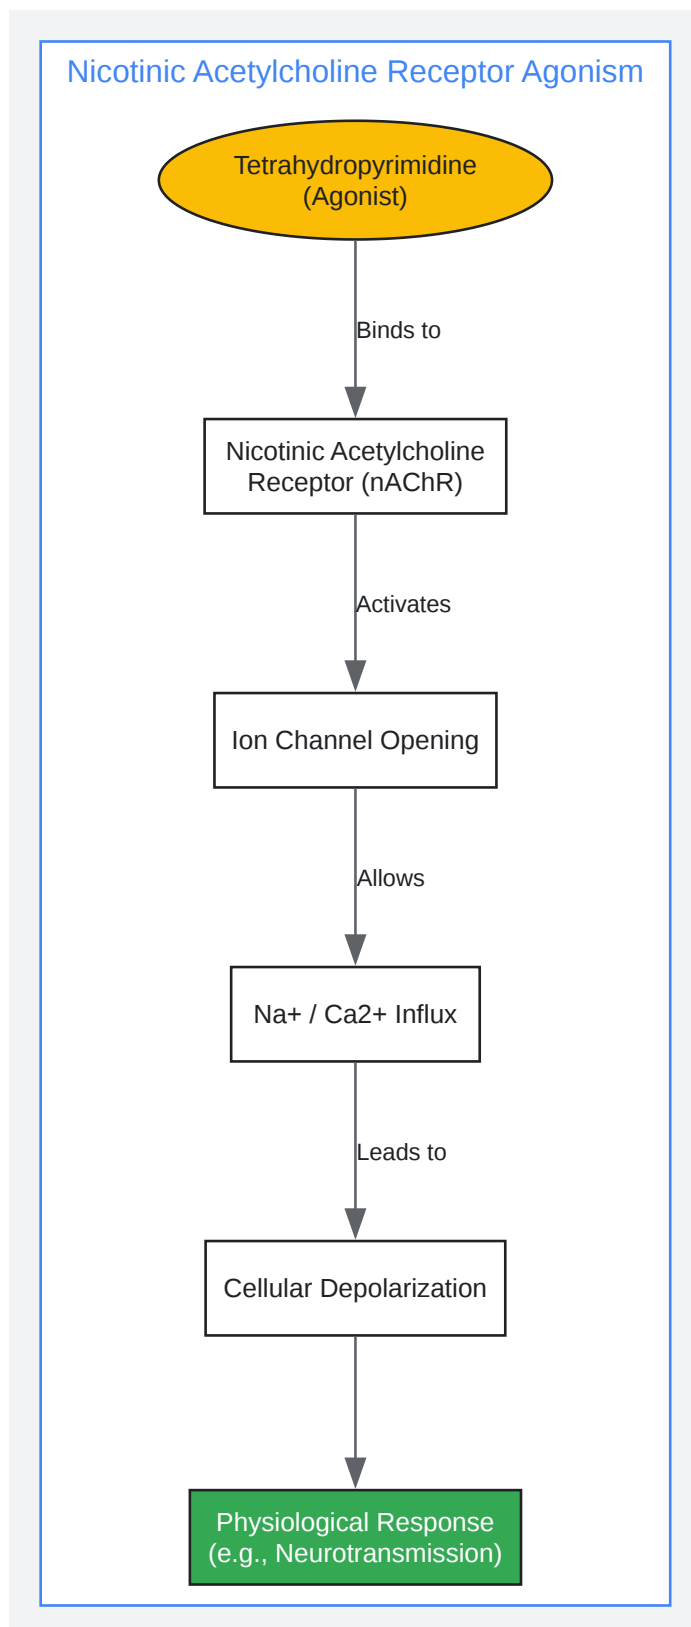 Nicotinic Acetylcholine Receptor Agonism
Tetrahydropyrimidine
(Agonist)
Binds to
Nicotinic Acetylcholine
Receptor (nAChR)
Activates
Ion Channel Opening
Allows
Na+ / Ca2+ Influx
Leads to
Cellular Depolarization
Physiological Response
(e.g., Neurotransmission)